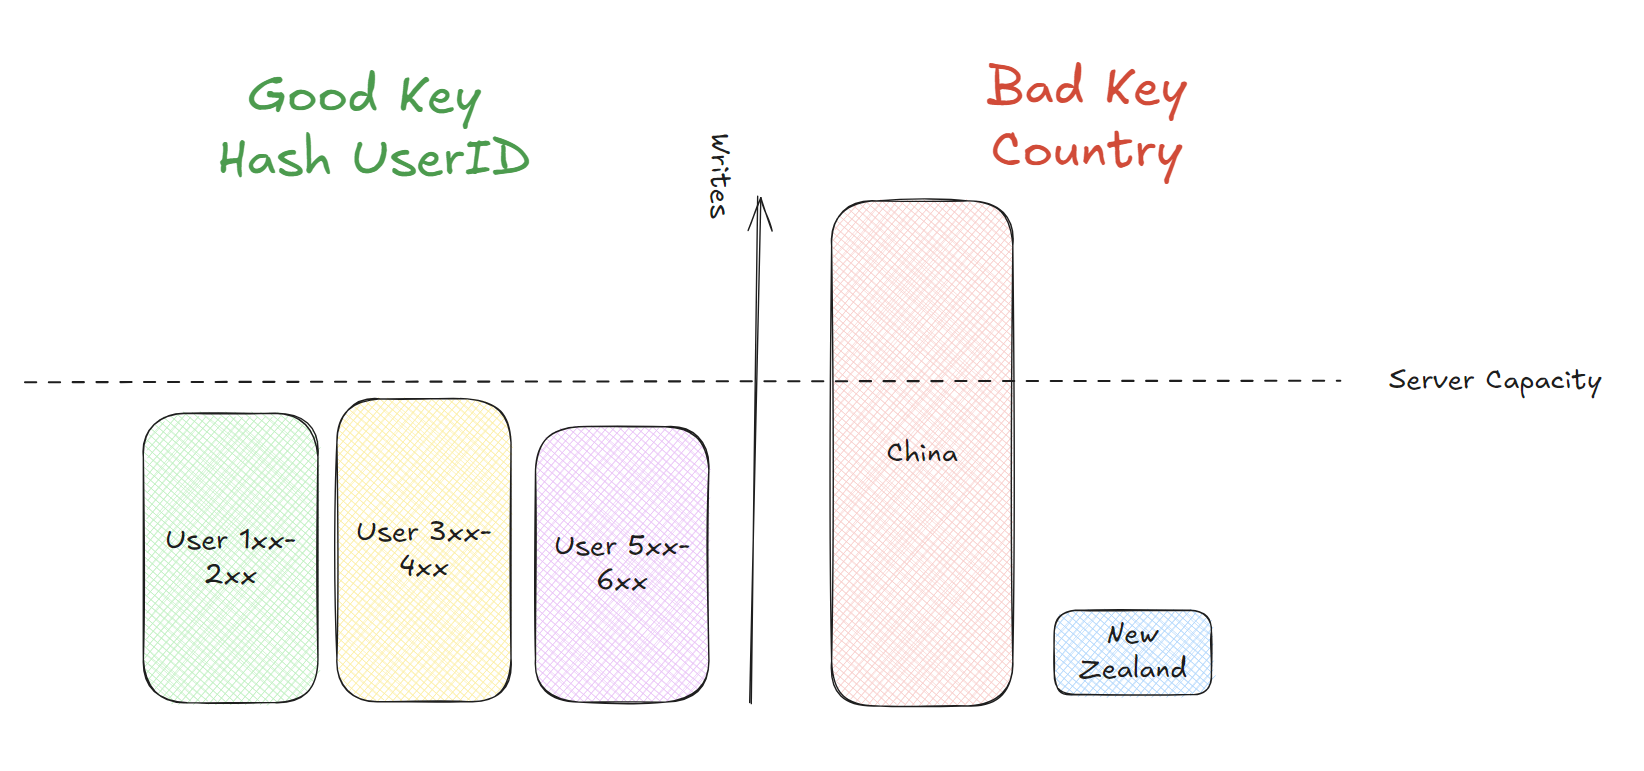 Good Key
Hash UserID
Writes
Bad Key
Country
Server Capacity
User 1xx-
2xx
User 3xx-
4xx
User 5xx-
6xx
China
New
Zealand